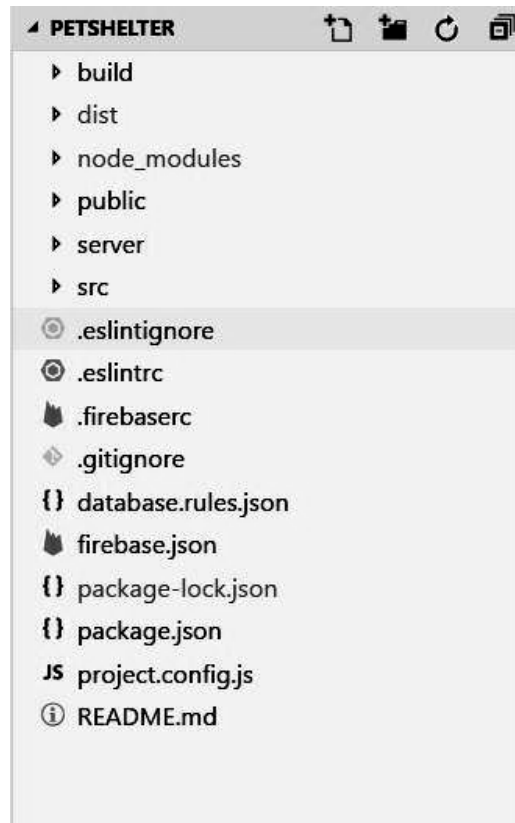 PETSHELTER
build
dist
node_modules
public
server
src
.eslintignore
.eslintrc
.firebaserc
.gitignore
{} database.rules.json
firebase.json
{} package-lock.json
{} package.json
JS project.config.js
README.md